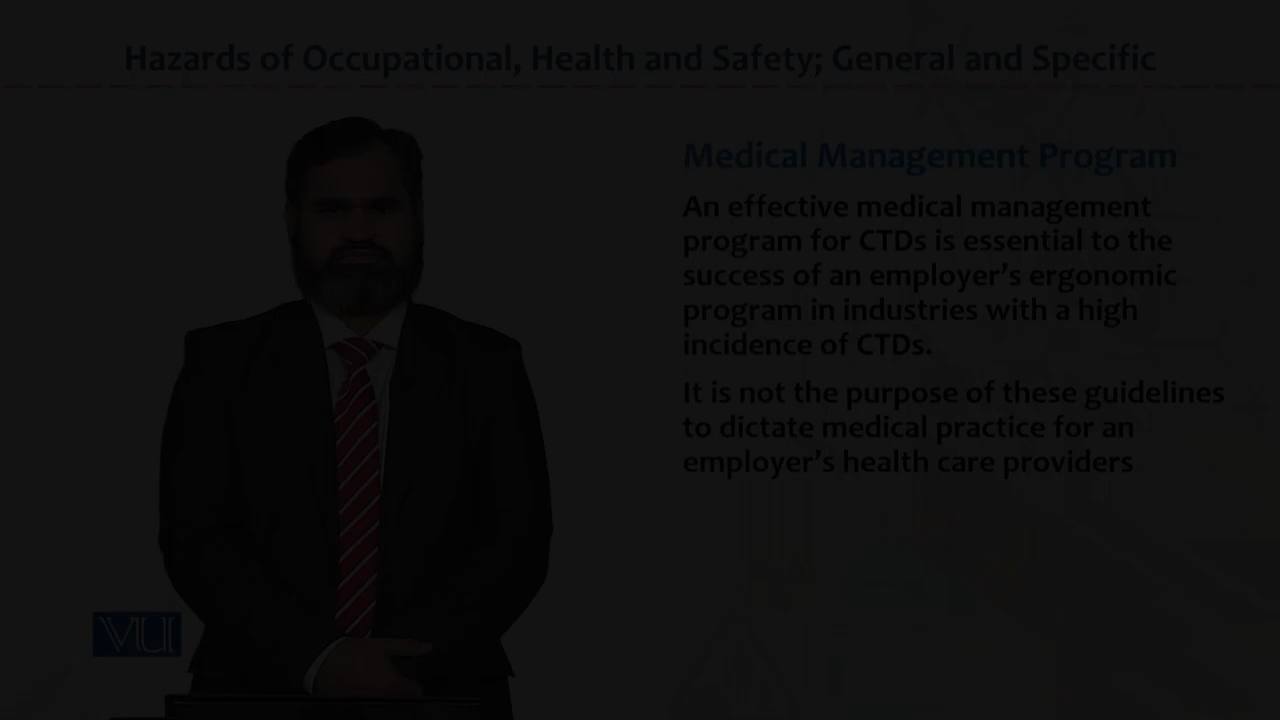 Hazards of Occupational, Health and Safety; General and Specific
Medical Management Program
An effective medical management
program for CTDs is essential to the
success of an employer's ergonomic
program in industries with a high
incidence of CTDs.
It is not the purpose of these guidelines
to dictate medical practice for an
employer's health care providers
VU